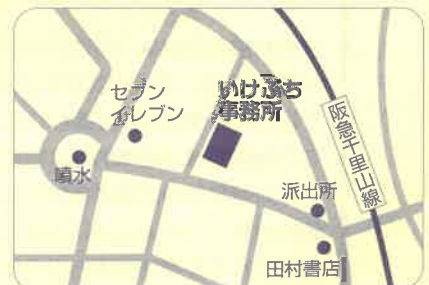 セブン
イレブン
いけぶち
事務所
阪急千里山線
噴水
派出所
田村書店